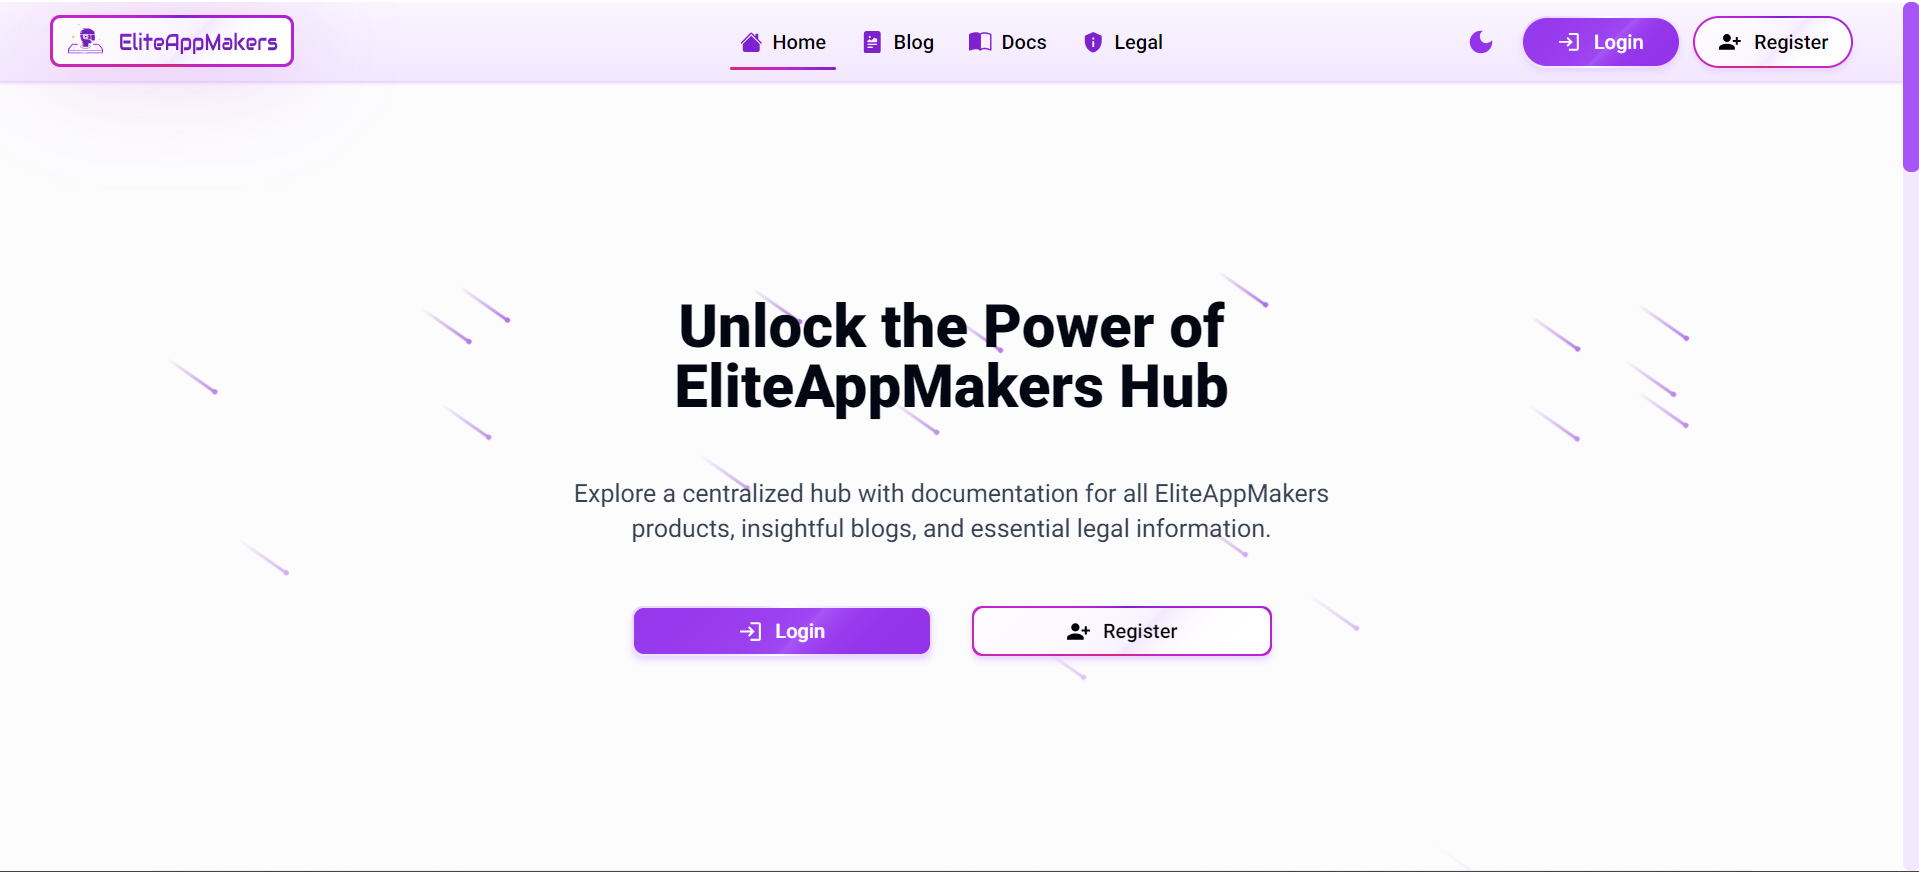 EliteAppMakers
Home
Blog
Docs
Legal
Login
Register
Unlock the Power of
EliteAppMakers Hub
Explore a centralized hub with documentation for all EliteAppMakers
products, insightful blogs, and essential legal information.
Login
Register